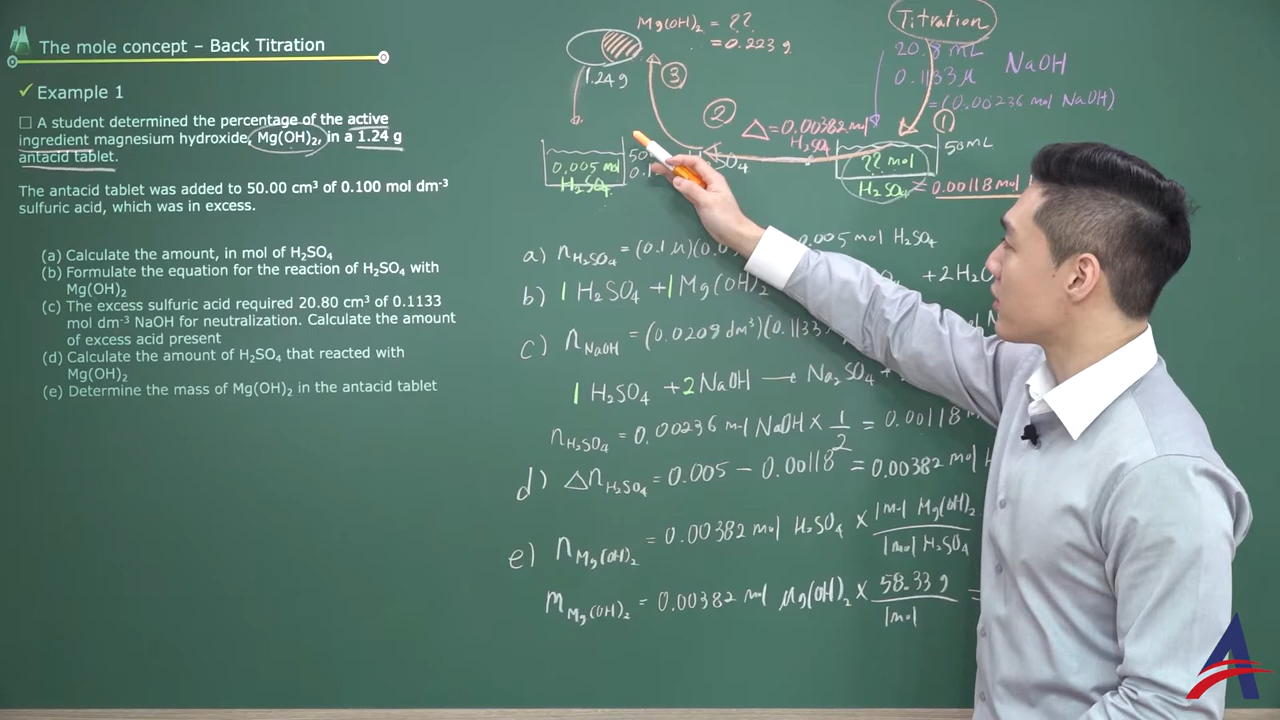 The mole concept – Back Titration
✓ Example 1
☐ A student determined the percentage of the active
ingredient magnesium hydroxide, Mg(OH)₂, in a 1.24 g
antacid tablet.
The antacid tablet was added to 50.00 cm³ of 0.100 mol dm⁻³
sulfuric acid, which was in excess.
(a) Calculate the amount, in mol of H₂SO₄
(b) Formulate the equation for the reaction of H₂SO₄ with
Mg(OH)₂
(c) The excess sulfuric acid required 20.80 cm³ of 0.1133
mol dm⁻³ NaOH for neutralization. Calculate the amount
of excess acid present
(d) Calculate the amount of H₂SO₄ that reacted with
Mg(OH)₂
(e) Determine the mass of Mg(OH)₂ in the antacid tablet
Mg(OH)₂ = ??
= 0.223 g
1.24 g
③
②
①
Titration
20.8 mL
0.1133 M NaOH
=(0.00236 mol NaOH)
Δ=0.00382 mol
H₂SO₄
0.005 mol
H₂SO₄
50 mL
?? mol
H₂SO₄ = 0.00118 mol
a) n H₂SO₄ = (0.1 M)(0.0 0.005 mol H₂SO₄
b) 1 H₂SO₄ + 1 Mg(OH)₂ + 2H₂O
c) n NaOH = (0.0208 dm³)(0.1133
1 H₂SO₄ + 2 NaOH → Na₂SO₄ +
n H₂SO₄ = 0.00236 mol NaOH × 1/2 = 0.00118 m
d) Δn H₂SO₄ = 0.005 – 0.00118 = 0.00382 mol H
e) n Mg(OH)₂ = 0.00382 mol H₂SO₄ × 1 mol Mg(OH)₂ / 1 mol H₂SO₄
m Mg(OH)₂ = 0.00382 mol Mg(OH)₂ × 58.33 g / 1 mol =